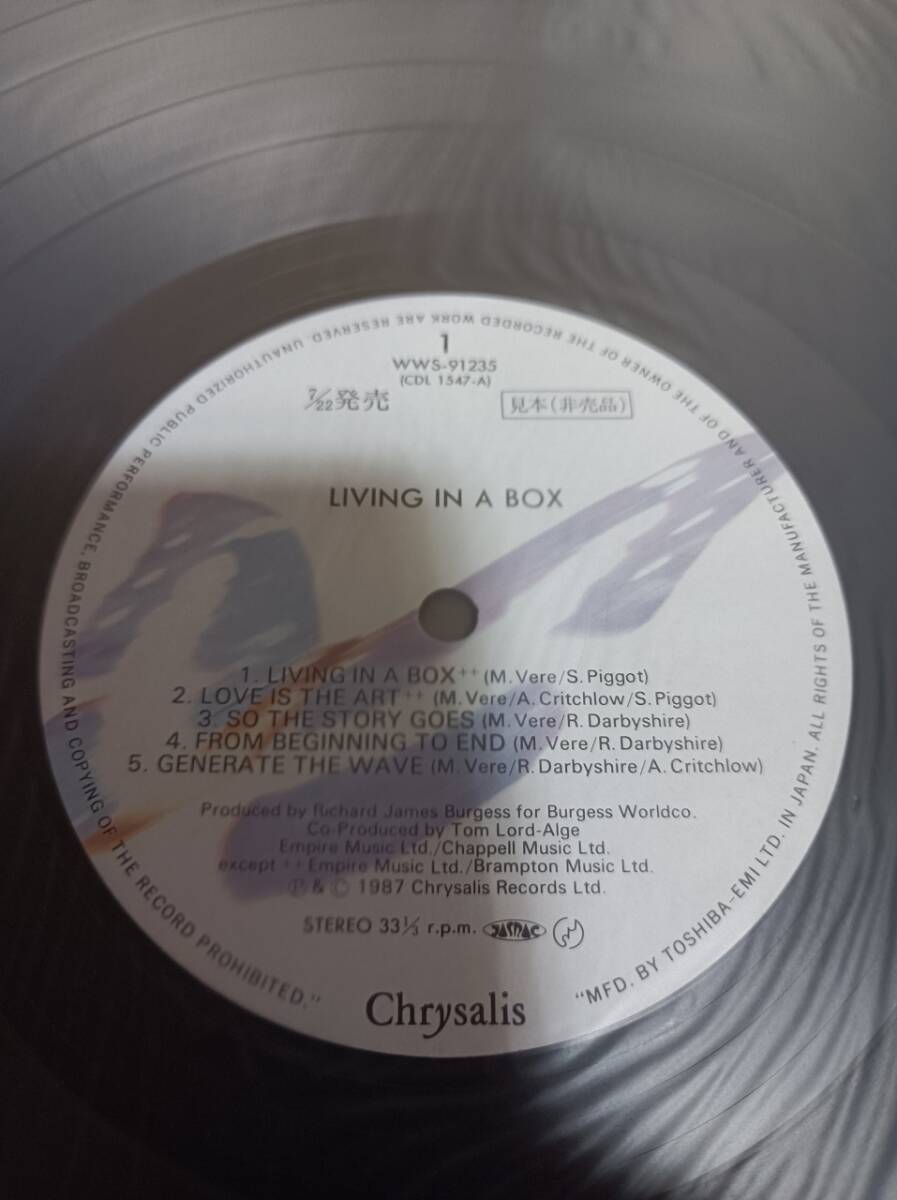 1
WWS-91235
(CDL 1547-A)
7/22発売
見本(非売品)
LIVING IN A BOX
1. LIVING IN A BOX⁺⁺ (M.Vere/S.Piggot)
2. LOVE IS THE ART⁺⁺ (M.Vere/A.Critchlow/S.Piggot)
3. SO THE STORY GOES (M.Vere/R.Darbyshire)
4. FROM BEGINNING TO END (M.Vere/R.Darbyshire)
5. GENERATE THE WAVE (M.Vere/R.Darbyshire/A.Critchlow)
Produced by Richard James Burgess for Burgess Worldco.
Co-Produced by Tom Lord-Alge
Empire Music Ltd./Chappell Music Ltd.
except ⁺⁺Empire Music Ltd./Brampton Music Ltd.
Ⓟ & © 1987 Chrysalis Records Ltd.
STEREO 33⅓ r.p.m. JASRAC
Chrysalis
"MFD. BY TOSHIBA-EMI LTD. IN JAPAN. ALL RIGHTS OF THE MANUFACTURER AND OF THE OWNER OF THE RECORDED WORK ARE RESERVED. UNAUTHORIZED PUBLIC PERFORMANCE, BROADCASTING AND COPYING OF THE RECORD PROHIBITED."